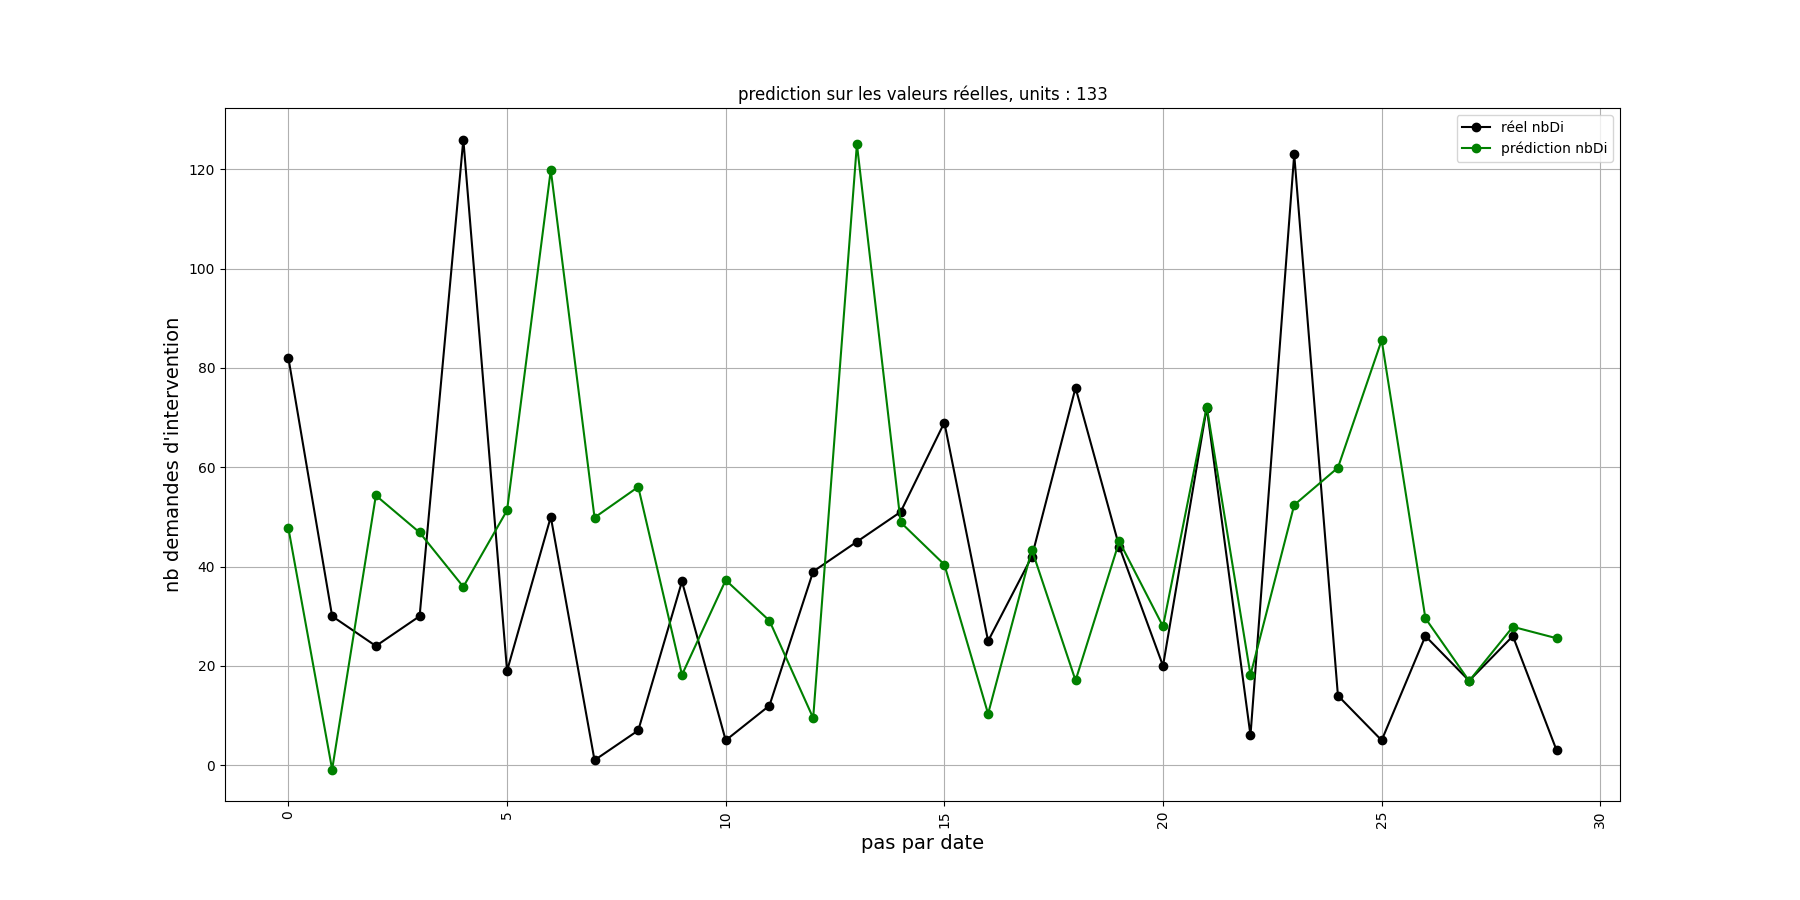 prediction sur les valeurs réelles, units : 133
réel nbDi
prédiction nbDi
nb demandes d'intervention
120
100
80
60
40
20
0
0
5
10
15
20
25
30
pas par date